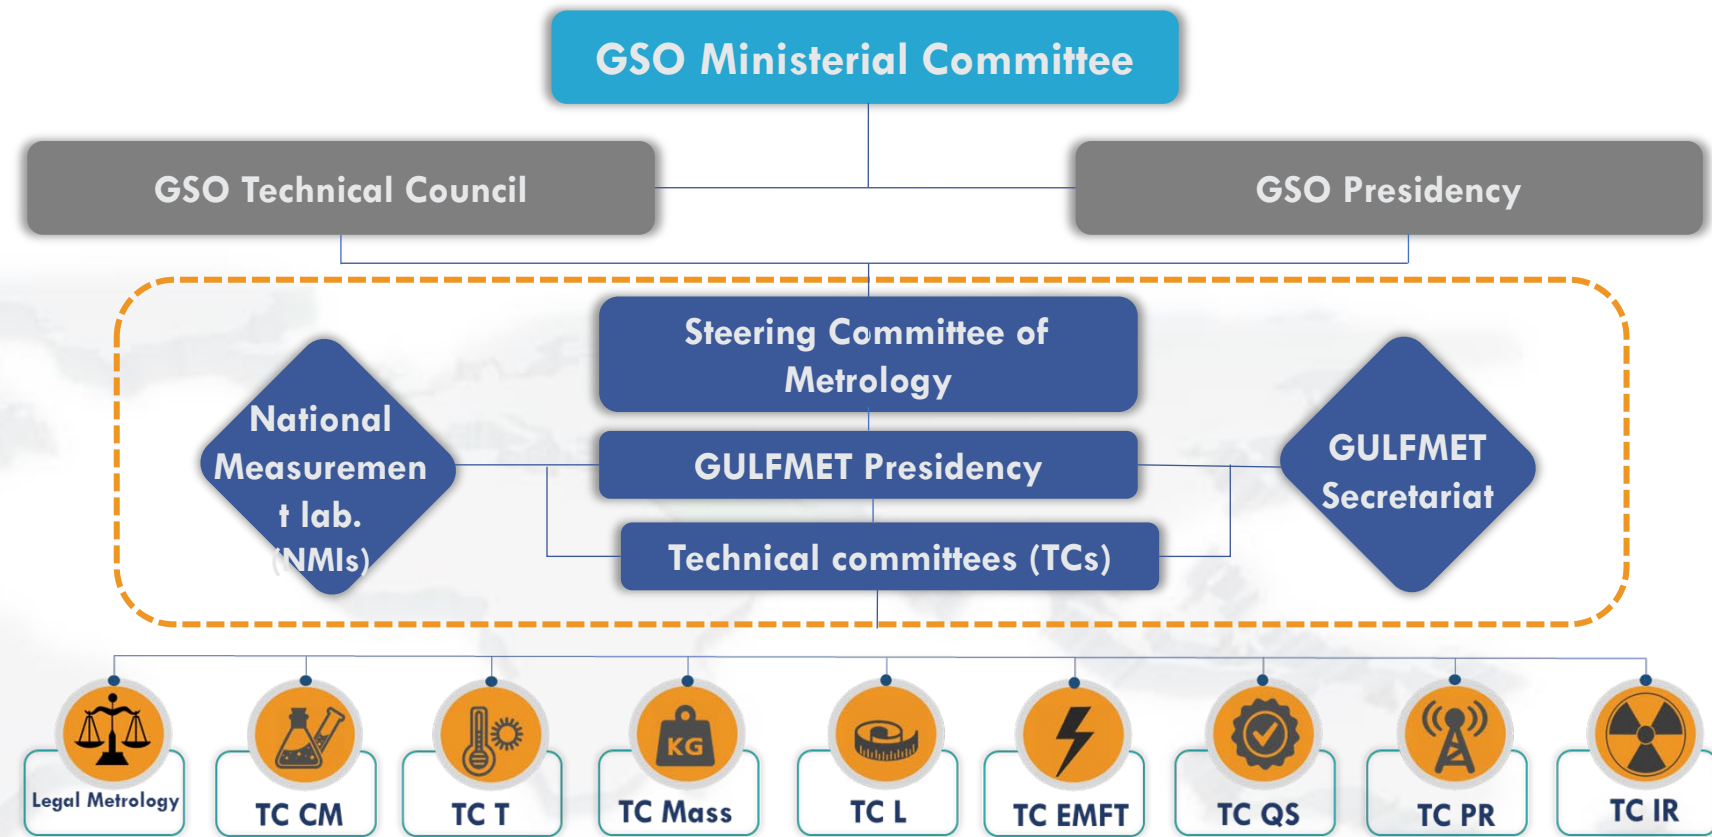 GSO Ministerial Committee
GSO Technical Council
GSO Presidency
Steering Committee of
Metrology
National
Measuremen
t lab.
(NMIs)
GULFMET Presidency
GULFMET
Secretariat
Technical committees (TCs)
KG
Legal Metrology
TC CM
TC T
TC Mass
TC L
TC EMFT
TC QS
TC PR
TC IR